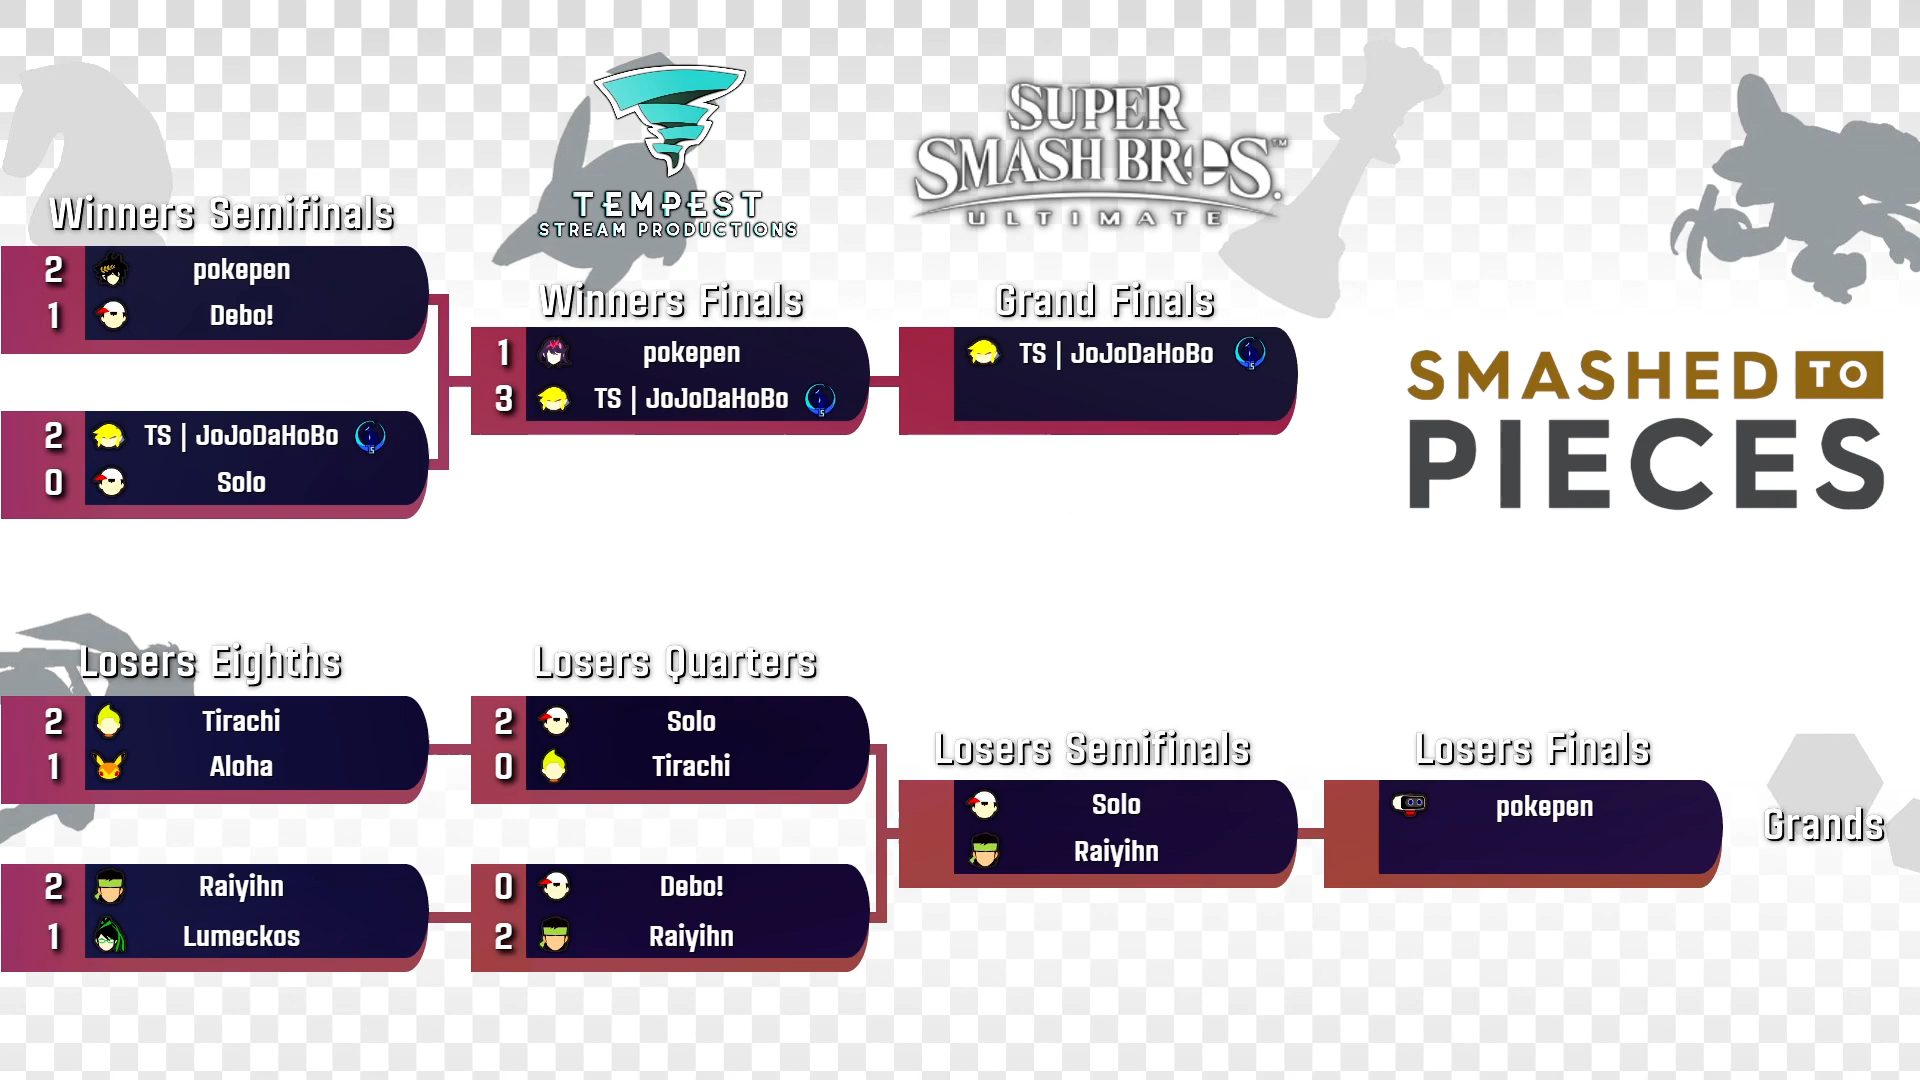 TEMPEST
STREAM PRODUCTIONS
SUPER
SMASH BROS.™
ULTIMATE
Winners Semifinals
2 pokepen
1 Debo!
2 TS | JoJoDaHoBo
0 Solo
Winners Finals
1 pokepen
3 TS | JoJoDaHoBo
Grand Finals
TS | JoJoDaHoBo
SMASHED TO
PIECES
Losers Eighths
2 Tirachi
1 Aloha
2 Raiyihn
1 Lumeckos
Losers Quarters
2 Solo
0 Tirachi
0 Debo!
2 Raiyihn
Losers Semifinals
Solo
Raiyihn
Losers Finals
pokepen
Grands